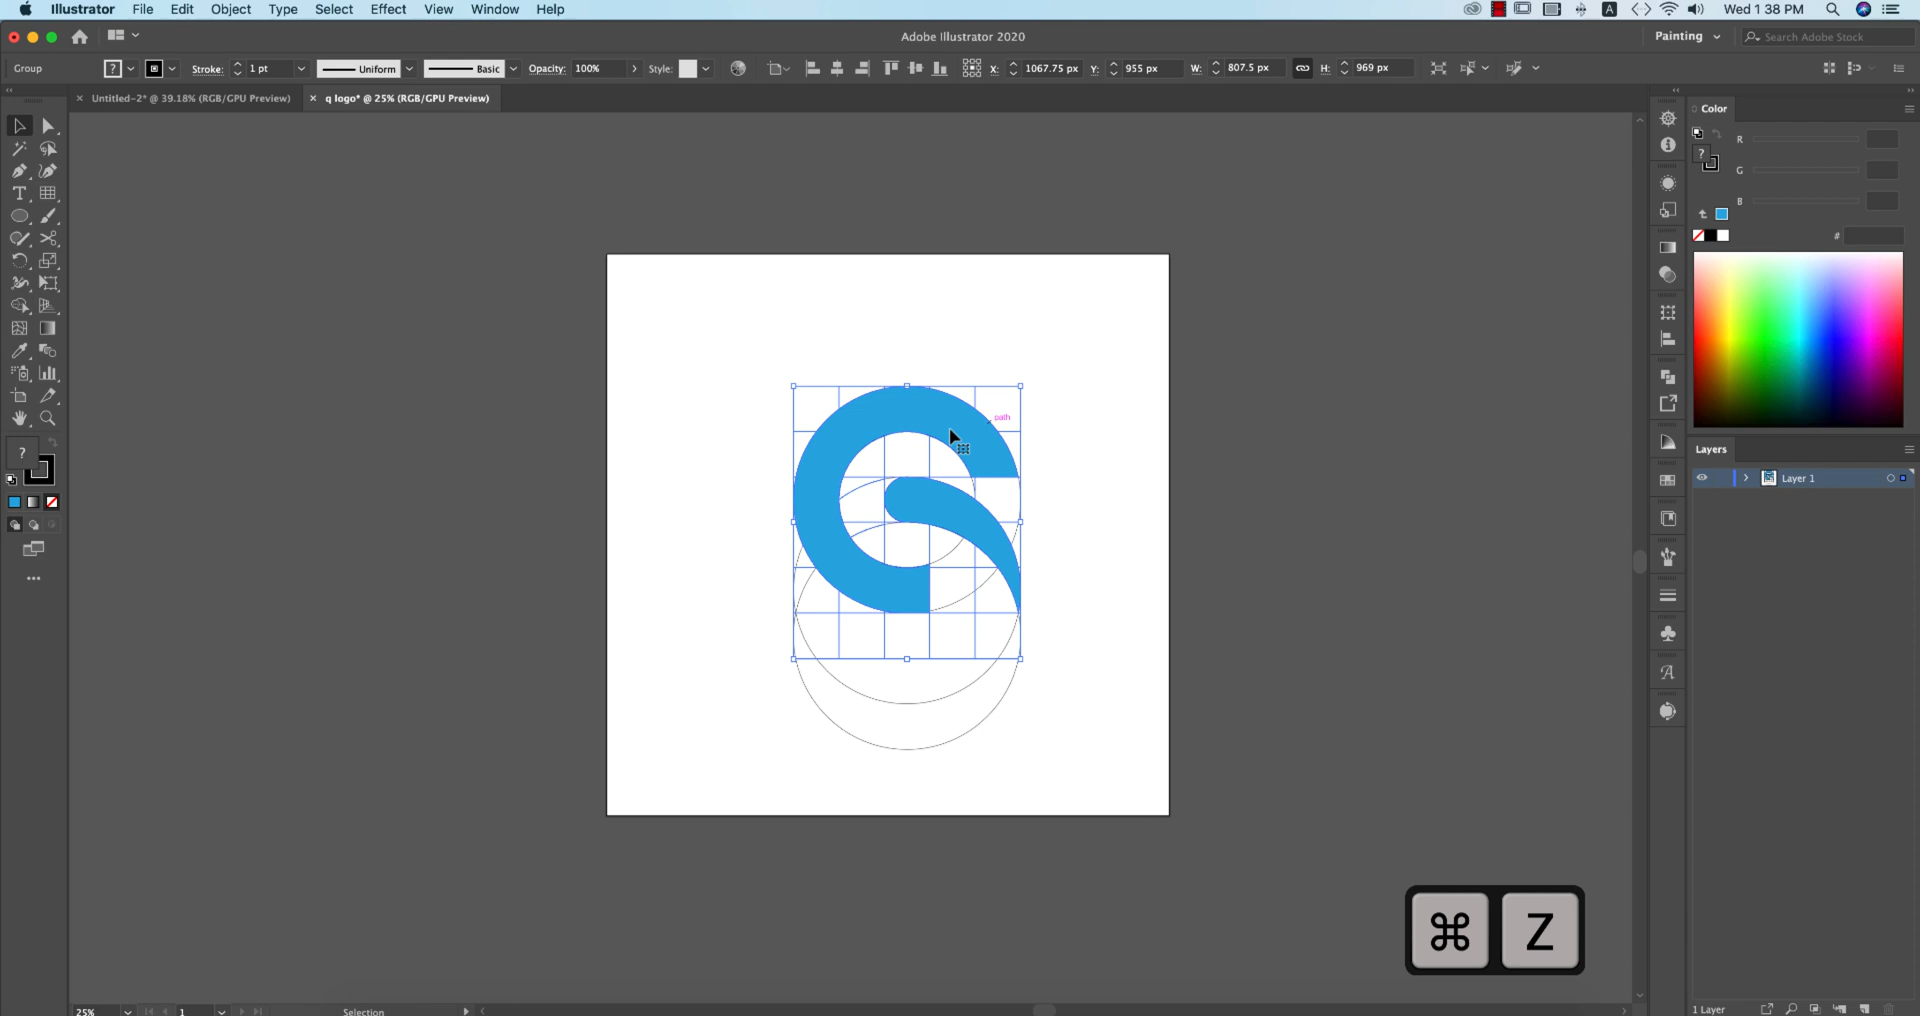 Illustrator File Edit Object Type Select Effect View Window Help
A Wed 1 38 PM
Adobe Illustrator 2020
Painting
Search Adobe Stock
Group ? Stroke: 1 pt Uniform Basic Opacity: 100% Style: X: 1067.75 px Y: 955 px W: 807.5 px H: 969 px
× Untitled-2* @ 39.18% (RGB/GPU Preview) × q logo* @ 25% (RGB/GPU Preview)
Color
R
?
G
B
#
path
?
Layers
Layer 1
⌘ Z
25% 1 Selection
1 Layer